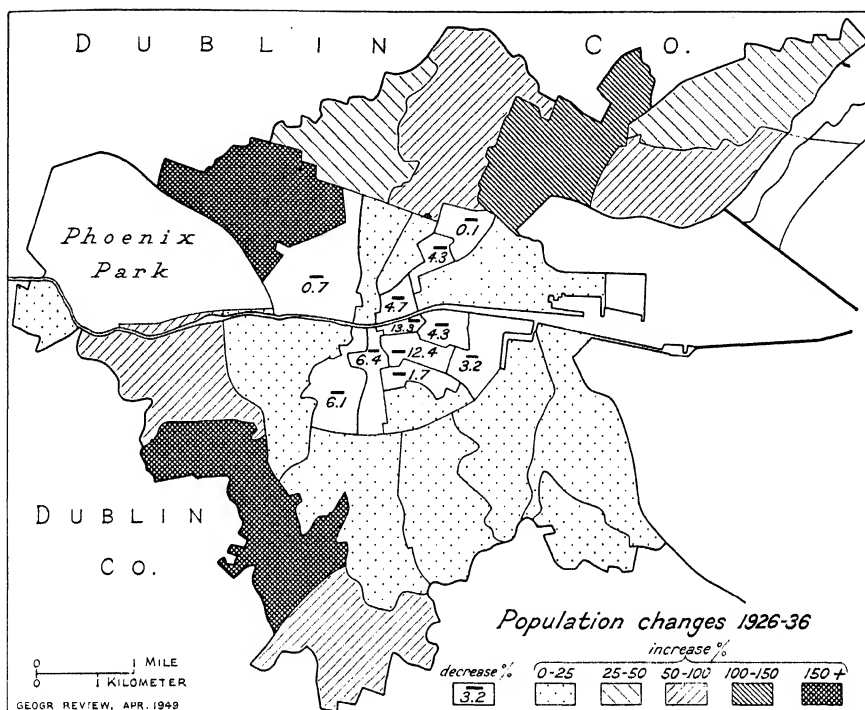 DUBLIN CO.
Phoenix
Park
-0.1
-4.3
-0.7
-4.7
-13.3
-4.3
-6.4
-12.4
-3.2
-1.7
-6.1
DUBLIN
CO.
Population changes 1926-36
increase %
decrease %
0-25 25-50 50-100 100-150 150+
-3.2
0 1 MILE
0 1 KILOMETER
GEOGR REVIEW, APR. 1949